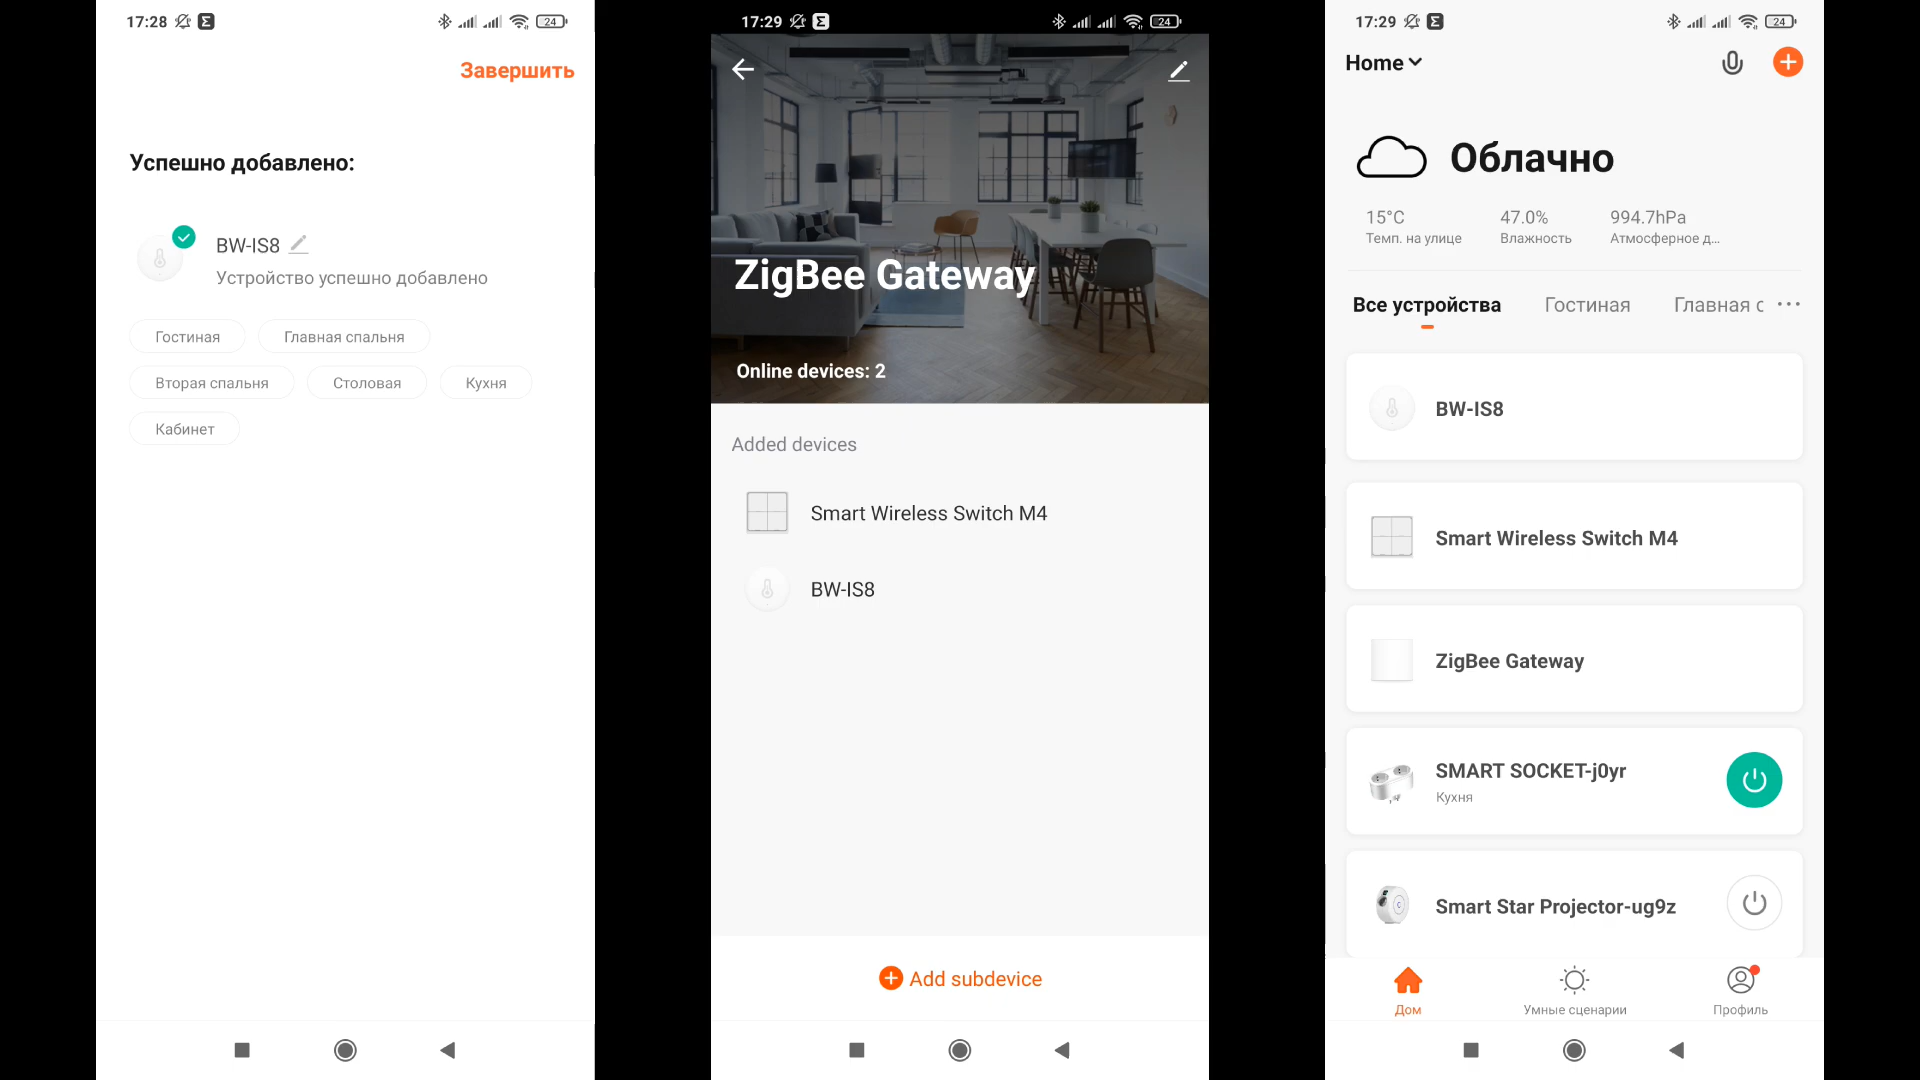 17:28
24
Завершить
Успешно добавлено:
BW-IS8
Устройство успешно добавлено
Гостиная
Главная спальня
Вторая спальня
Столовая
Кухня
Кабинет
17:29
24
ZigBee Gateway
Online devices: 2
Added devices
Smart Wireless Switch M4
BW-IS8
Add subdevice
17:29
24
Home
Облачно
15°C 47.0% 994.7hPa
Темп. на улице Влажность Атмосферное д...
Все устройства Гостиная Главная с
BW-IS8
Smart Wireless Switch M4
ZigBee Gateway
SMART SOCKET-j0yr
Кухня
Smart Star Projector-ug9z
Дом Умные сценарии Профиль